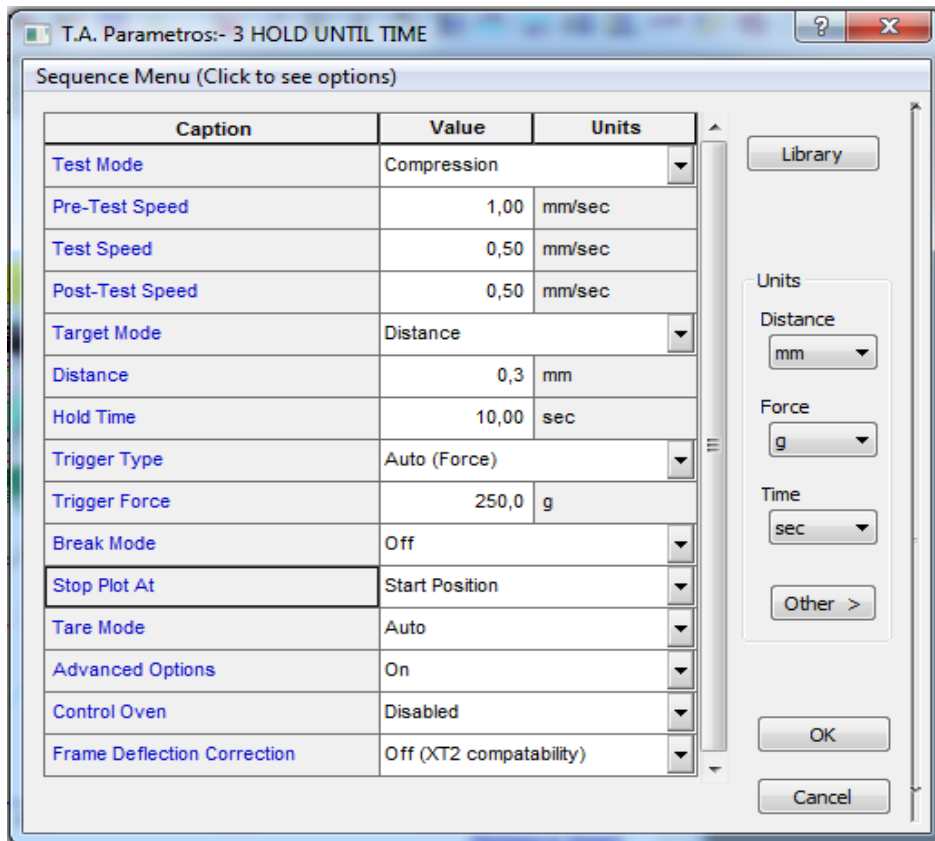 T.A. Parametros:- 3 HOLD UNTIL TIME
Sequence Menu (Click to see options)
Caption Value Units
Test Mode Compression
Pre-Test Speed 1,00 mm/sec
Test Speed 0,50 mm/sec
Post-Test Speed 0,50 mm/sec
Target Mode Distance
Distance 0,3 mm
Hold Time 10,00 sec
Trigger Type Auto (Force)
Trigger Force 250,0 g
Break Mode Off
Stop Plot At Start Position
Tare Mode Auto
Advanced Options On
Control Oven Disabled
Frame Deflection Correction Off (XT2 compatability)
Library
Units
Distance
mm
Force
g
Time
sec
Other >
OK
Cancel